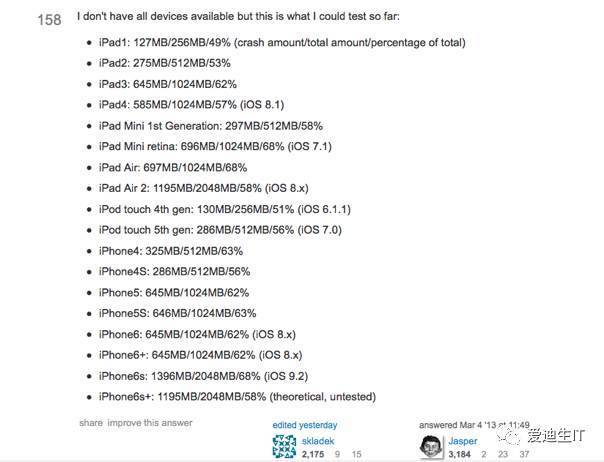 158
I don't have all devices available but this is what I could test so far:
• iPad1: 127MB/256MB/49% (crash amount/total amount/percentage of total)
• iPad2: 275MB/512MB/53%
• iPad3: 645MB/1024MB/62%
• iPad4: 585MB/1024MB/57% (iOS 8.1)
• iPad Mini 1st Generation: 297MB/512MB/58%
• iPad Mini retina: 696MB/1024MB/68% (iOS 7.1)
• iPad Air: 697MB/1024MB/68%
• iPad Air 2: 1195MB/2048MB/58% (iOS 8.x)
• iPod touch 4th gen: 130MB/256MB/51% (iOS 6.1.1)
• iPod touch 5th gen: 286MB/512MB/56% (iOS 7.0)
• iPhone4: 325MB/512MB/63%
• iPhone4S: 286MB/512MB/56%
• iPhone5: 645MB/1024MB/62%
• iPhone5S: 646MB/1024MB/63%
• iPhone6: 645MB/1024MB/62% (iOS 8.x)
• iPhone6+: 645MB/1024MB/62% (iOS 8.x)
• iPhone6s: 1396MB/2048MB/68% (iOS 9.2)
• iPhone6s+: 1195MB/2048MB/58% (theoretical, untested)
share improve this answer
edited yesterday
skladek
2,175 9 15
answered Mar 4 '13 at 11:49
Jasper
3,184 2 23 37
爱迪生IT